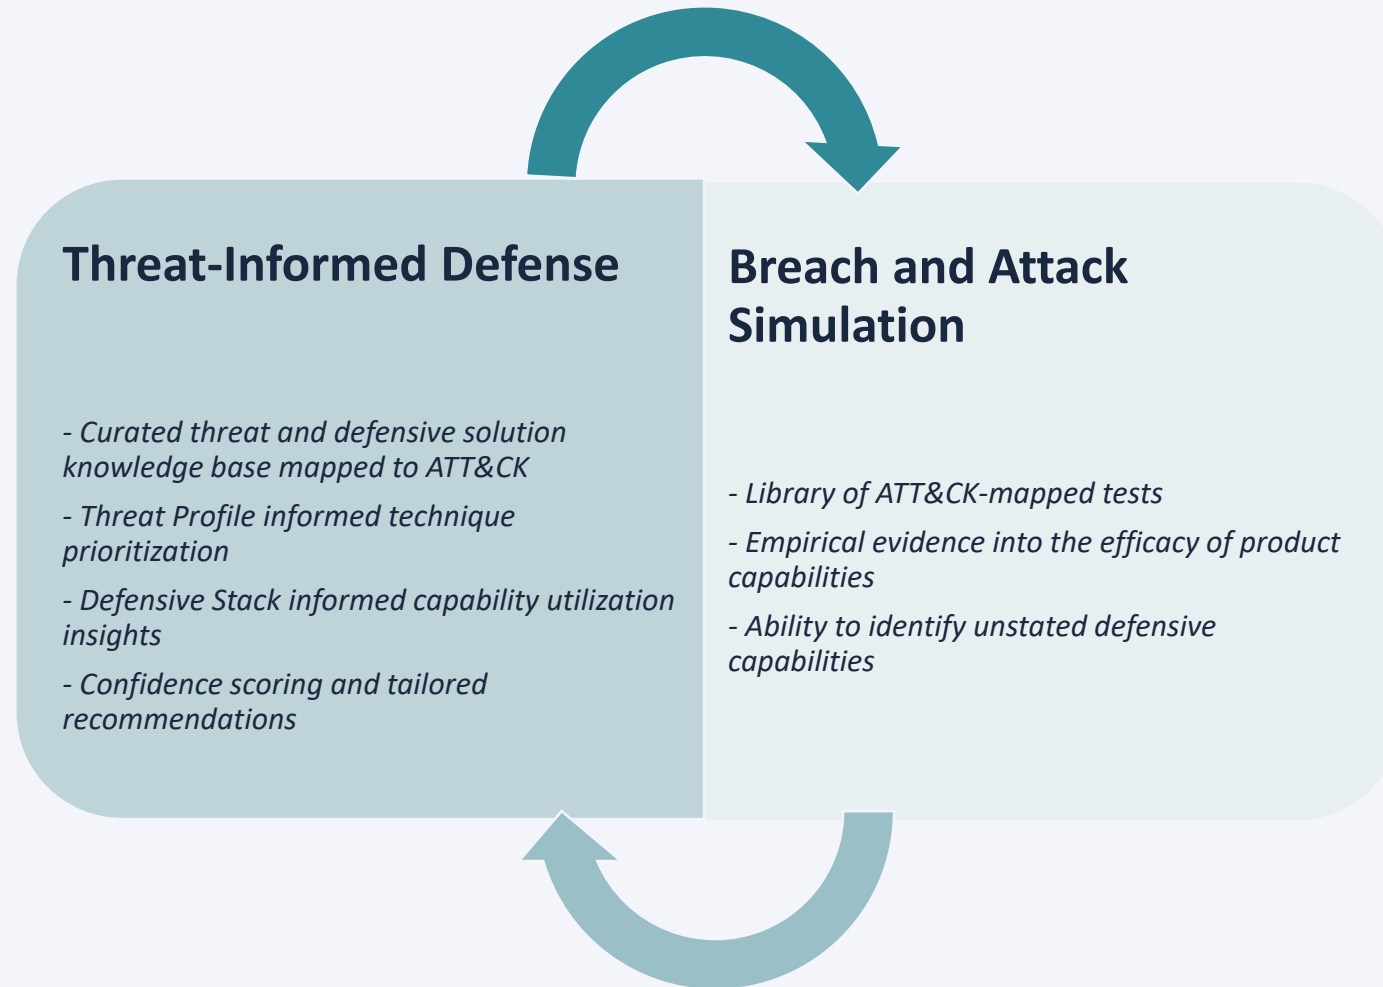 Threat-Informed Defense
- Curated threat and defensive solution
knowledge base mapped to ATT&CK
- Threat Profile informed technique
prioritization
- Defensive Stack informed capability utilization
insights
- Confidence scoring and tailored
recommendations
Breach and Attack
Simulation
- Library of ATT&CK-mapped tests
- Empirical evidence into the efficacy of product
capabilities
- Ability to identify unstated defensive
capabilities